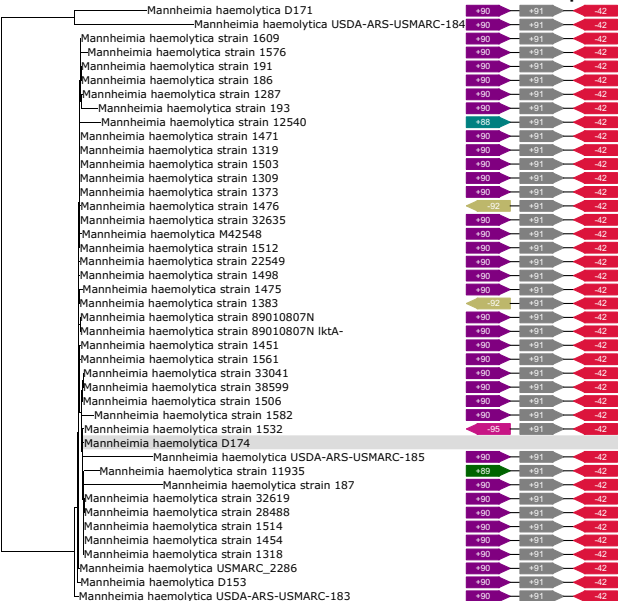 Mannheimia haemolytica D171 +90 +91 -42
Mannheimia haemolytica USDA-ARS-USMARC-184 +90 +91 -42
Mannheimia haemolytica strain 1609 +90 +91 -42
Mannheimia haemolytica strain 1576 +90 +91 -42
Mannheimia haemolytica strain 191 +90 +91 -42
Mannheimia haemolytica strain 186 +90 +91 -42
Mannheimia haemolytica strain 1287 +90 +91 -42
Mannheimia haemolytica strain 193 +90 +91 -42
Mannheimia haemolytica strain 12540 +88 +91 -42
Mannheimia haemolytica strain 1471 +90 +91 -42
Mannheimia haemolytica strain 1319 +90 +91 -42
Mannheimia haemolytica strain 1503 +90 +91 -42
Mannheimia haemolytica strain 1309 +90 +91 -42
Mannheimia haemolytica strain 1373 +90 +91 -42
Mannheimia haemolytica strain 1476 -92 +91 -42
Mannheimia haemolytica strain 32635 +90 +91 -42
Mannheimia haemolytica M42548 +90 +91 -42
Mannheimia haemolytica strain 1512 +90 +91 -42
Mannheimia haemolytica strain 22549 +90 +91 -42
Mannheimia haemolytica strain 1498 +90 +91 -42
Mannheimia haemolytica strain 1475 +90 +91 -42
Mannheimia haemolytica strain 1383 -92 +91 -42
Mannheimia haemolytica strain 89010807N +90 +91 -42
Mannheimia haemolytica strain 89010807N lktA- +90 +91 -42
Mannheimia haemolytica strain 1451 +90 +91 -42
Mannheimia haemolytica strain 1561 +90 +91 -42
Mannheimia haemolytica strain 33041 +90 +91 -42
Mannheimia haemolytica strain 38599 +90 +91 -42
Mannheimia haemolytica strain 1506 +90 +91 -42
Mannheimia haemolytica strain 1582 +90 +91 -42
Mannheimia haemolytica strain 1532 -95 +91 -42
Mannheimia haemolytica D174
Mannheimia haemolytica USDA-ARS-USMARC-185 +90 +91 -42
Mannheimia haemolytica strain 11935 +89 +91 -42
Mannheimia haemolytica strain 187 +90 +91 -42
Mannheimia haemolytica strain 32619 +90 +91 -42
Mannheimia haemolytica strain 28488 +90 +91 -42
Mannheimia haemolytica strain 1514 +90 +91 -42
Mannheimia haemolytica strain 1454 +90 +91 -42
Mannheimia haemolytica strain 1318 +90 +91 -42
Mannheimia haemolytica USMARC_2286 +90 +91 -42
Mannheimia haemolytica D153 +90 +91 -42
Mannheimia haemolytica USDA-ARS-USMARC-183 +90 +91 -42